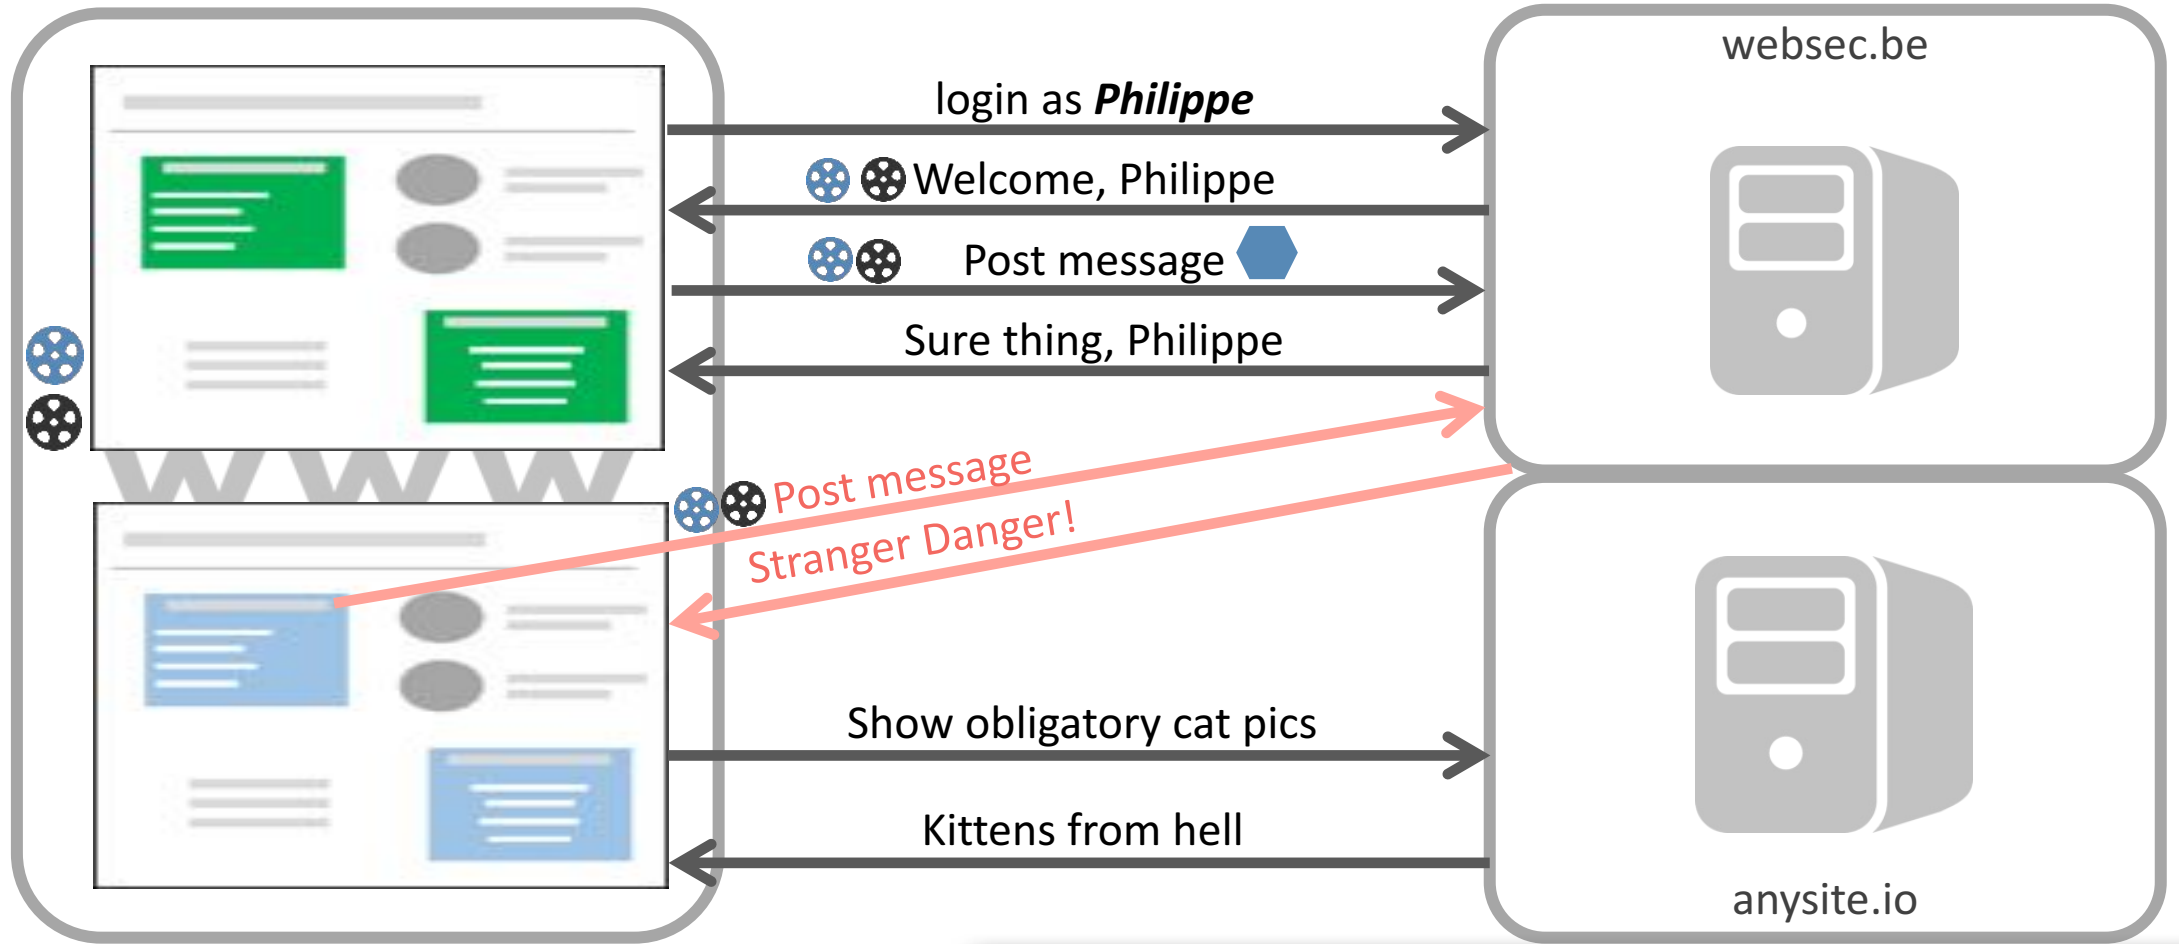 websec.be
login as Philippe
Welcome, Philippe
Post message
Sure thing, Philippe
WWW
Post message
Stranger Danger!
Show obligatory cat pics
Kittens from hell
anysite.io